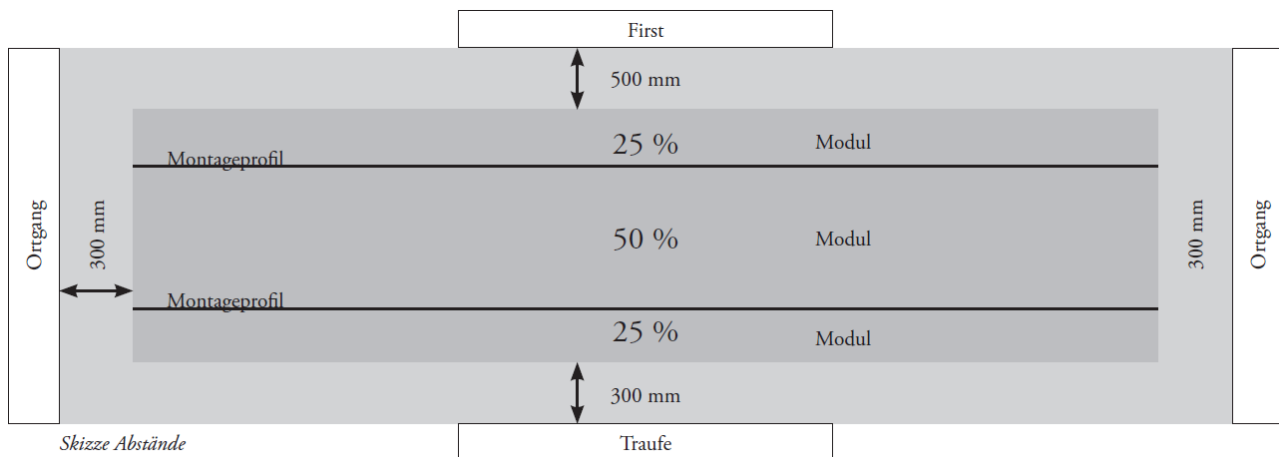 First
500 mm
25 %
Modul
Montageprofil
Ortgang
300 mm
50 %
Modul
300 mm
Ortgang
Montageprofil
25 %
Modul
300 mm
Skizze Abstände
Traufe